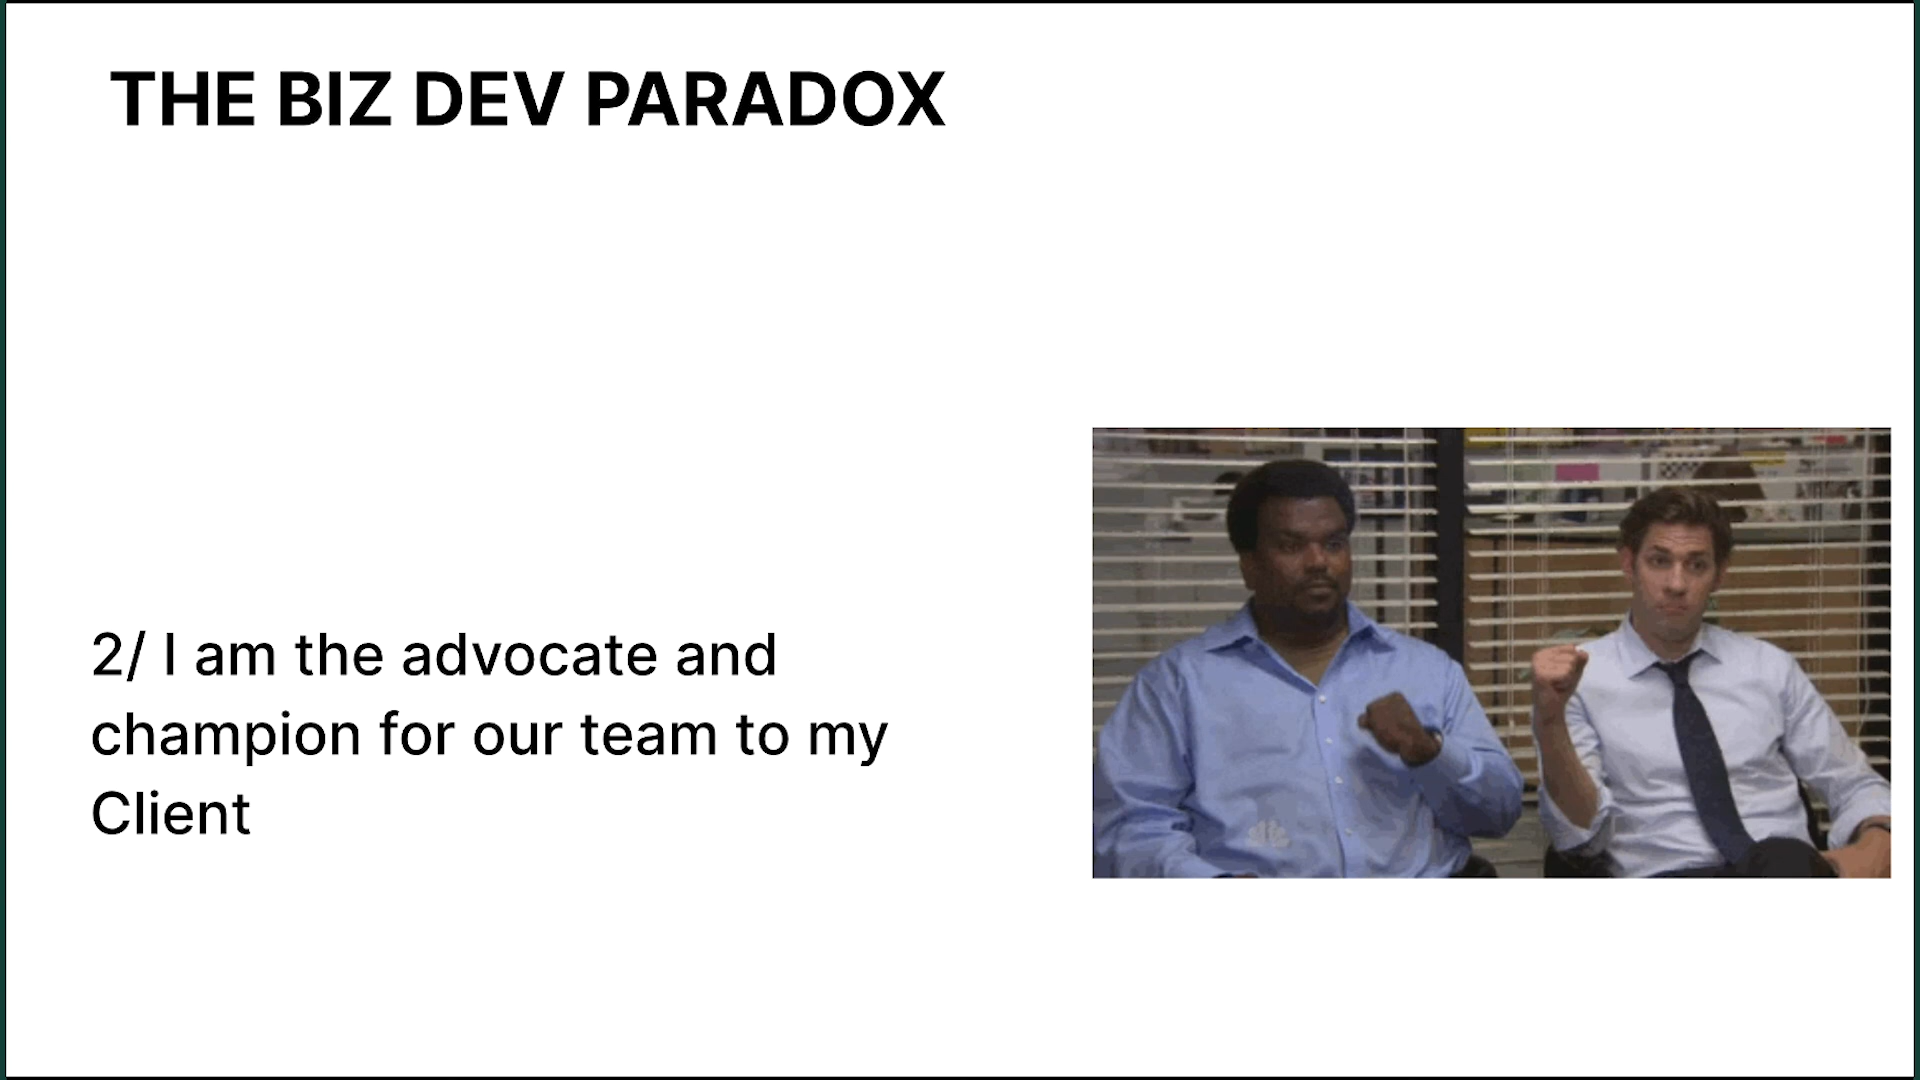 THE BIZ DEV PARADOX
2/ I am the advocate and
champion for our team to my
Client